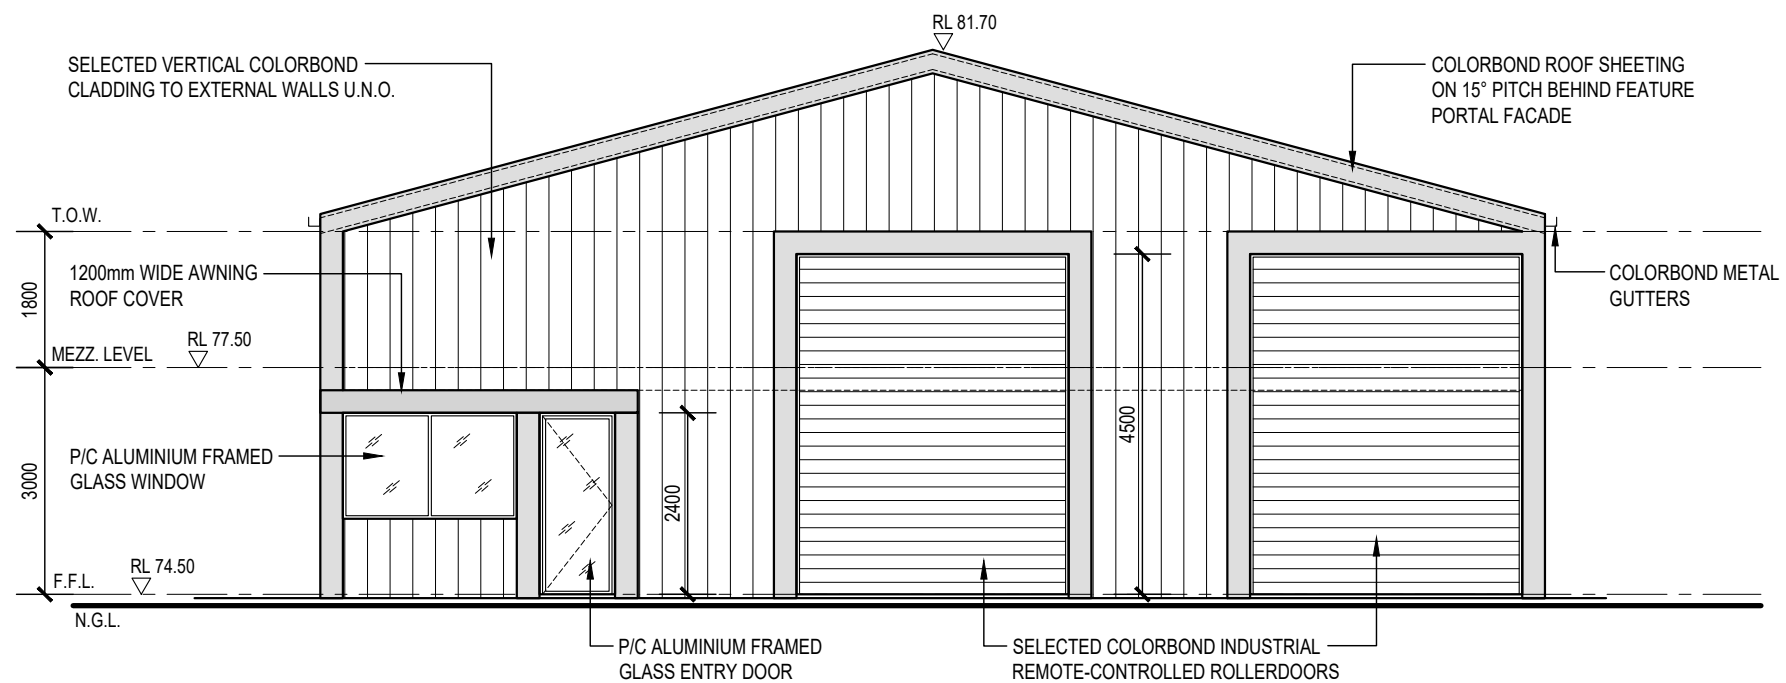 RL 81.70
SELECTED VERTICAL COLORBOND
CLADDING TO EXTERNAL WALLS U.N.O.
COLORBOND ROOF SHEETING
ON 15° PITCH BEHIND FEATURE
PORTAL FACADE
T.O.W.
1200mm WIDE AWNING
ROOF COVER
COLORBOND METAL
GUTTERS
1800
RL 77.50
MEZZ. LEVEL
4500
P/C ALUMINIUM FRAMED
GLASS WINDOW
3000
2400
RL 74.50
F.F.L.
N.G.L.
P/C ALUMINIUM FRAMED
GLASS ENTRY DOOR
SELECTED COLORBOND INDUSTRIAL
REMOTE-CONTROLLED ROLLERDOORS